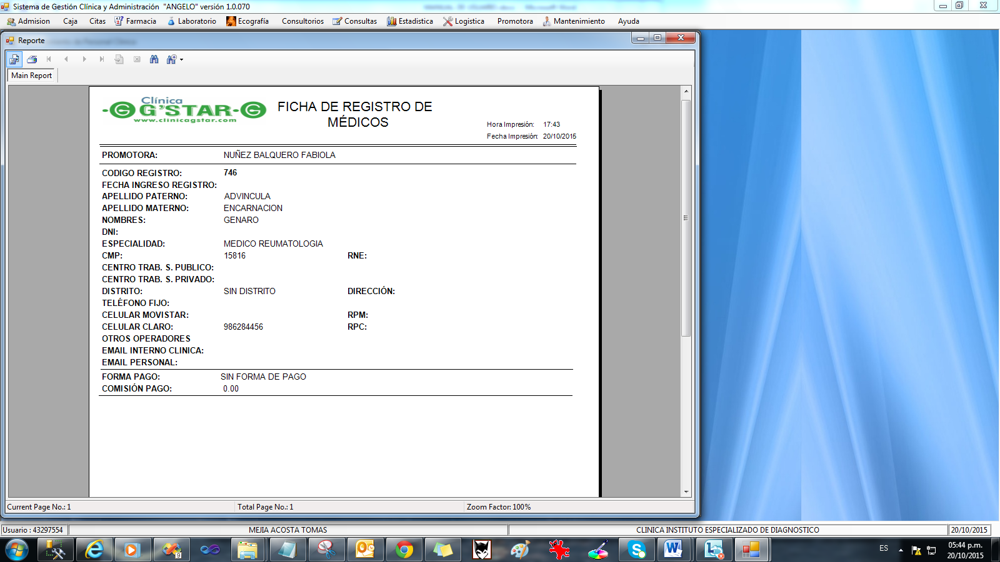 Sistema de Gestión Clínica y Administración "ANGELO" versión 1.0.070
Admision Caja Citas Farmacia Laboratorio Ecografía Consultorios Consultas Estadistica Logistica Promotora Mantenimiento Ayuda
Reporte
Main Report
Clínica
G'STAR
www.clinicagstar.com
FICHA DE REGISTRO DE
MÉDICOS
Hora Impresión: 17:43
Fecha Impresión: 20/10/2015
PROMOTORA: NUÑEZ BALQUERO FABIOLA
CODIGO REGISTRO: 746
FECHA INGRESO REGISTRO:
APELLIDO PATERNO: ADVINCULA
APELLIDO MATERNO: ENCARNACION
NOMBRES: GENARO
DNI:
ESPECIALIDAD: MEDICO REUMATOLOGIA
CMP: 15816 RNE:
CENTRO TRAB. S. PUBLICO:
CENTRO TRAB. S. PRIVADO:
DISTRITO: SIN DISTRITO DIRECCIÓN:
TELÉFONO FIJO:
CELULAR MOVISTAR: RPM:
CELULAR CLARO: 986284456 RPC:
OTROS OPERADORES
EMAIL INTERNO CLINICA:
EMAIL PERSONAL:
FORMA PAGO: SIN FORMA DE PAGO
COMISIÓN PAGO: 0.00
Current Page No.: 1 Total Page No.: 1 Zoom Factor: 100%
Usuario : 43297554 MEJIA ACOSTA TOMAS CLINICA INSTITUTO ESPECIALIZADO DE DIAGNOSTICO 20/10/2015
9
ES
05:44 p.m.
20/10/2015